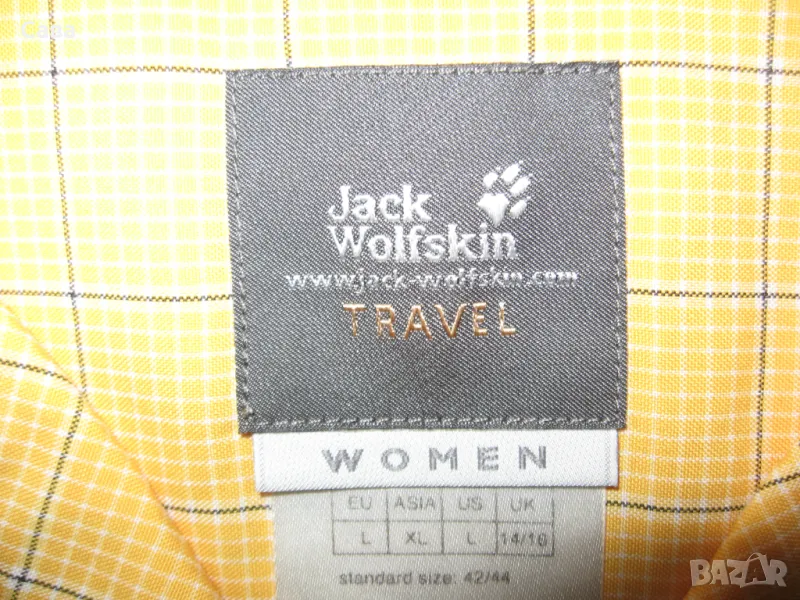 Jack
Wolfskin
www.jack-wolfskin.com
TRAVEL
WOMEN
EU ASIA US UK
L XL L 14/16
standard size: 42/44
BAZAR